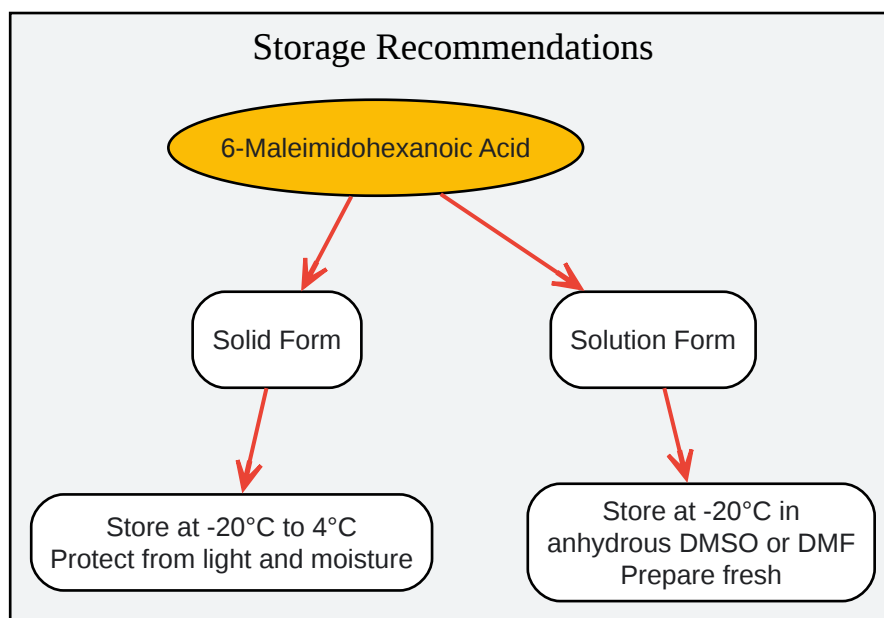 Storage Recommendations
6-Maleimidohexanoic Acid
Solid Form
Solution Form
Store at -20°C to 4°C
Protect from light and moisture
Store at -20°C in
anhydrous DMSO or DMF
Prepare fresh